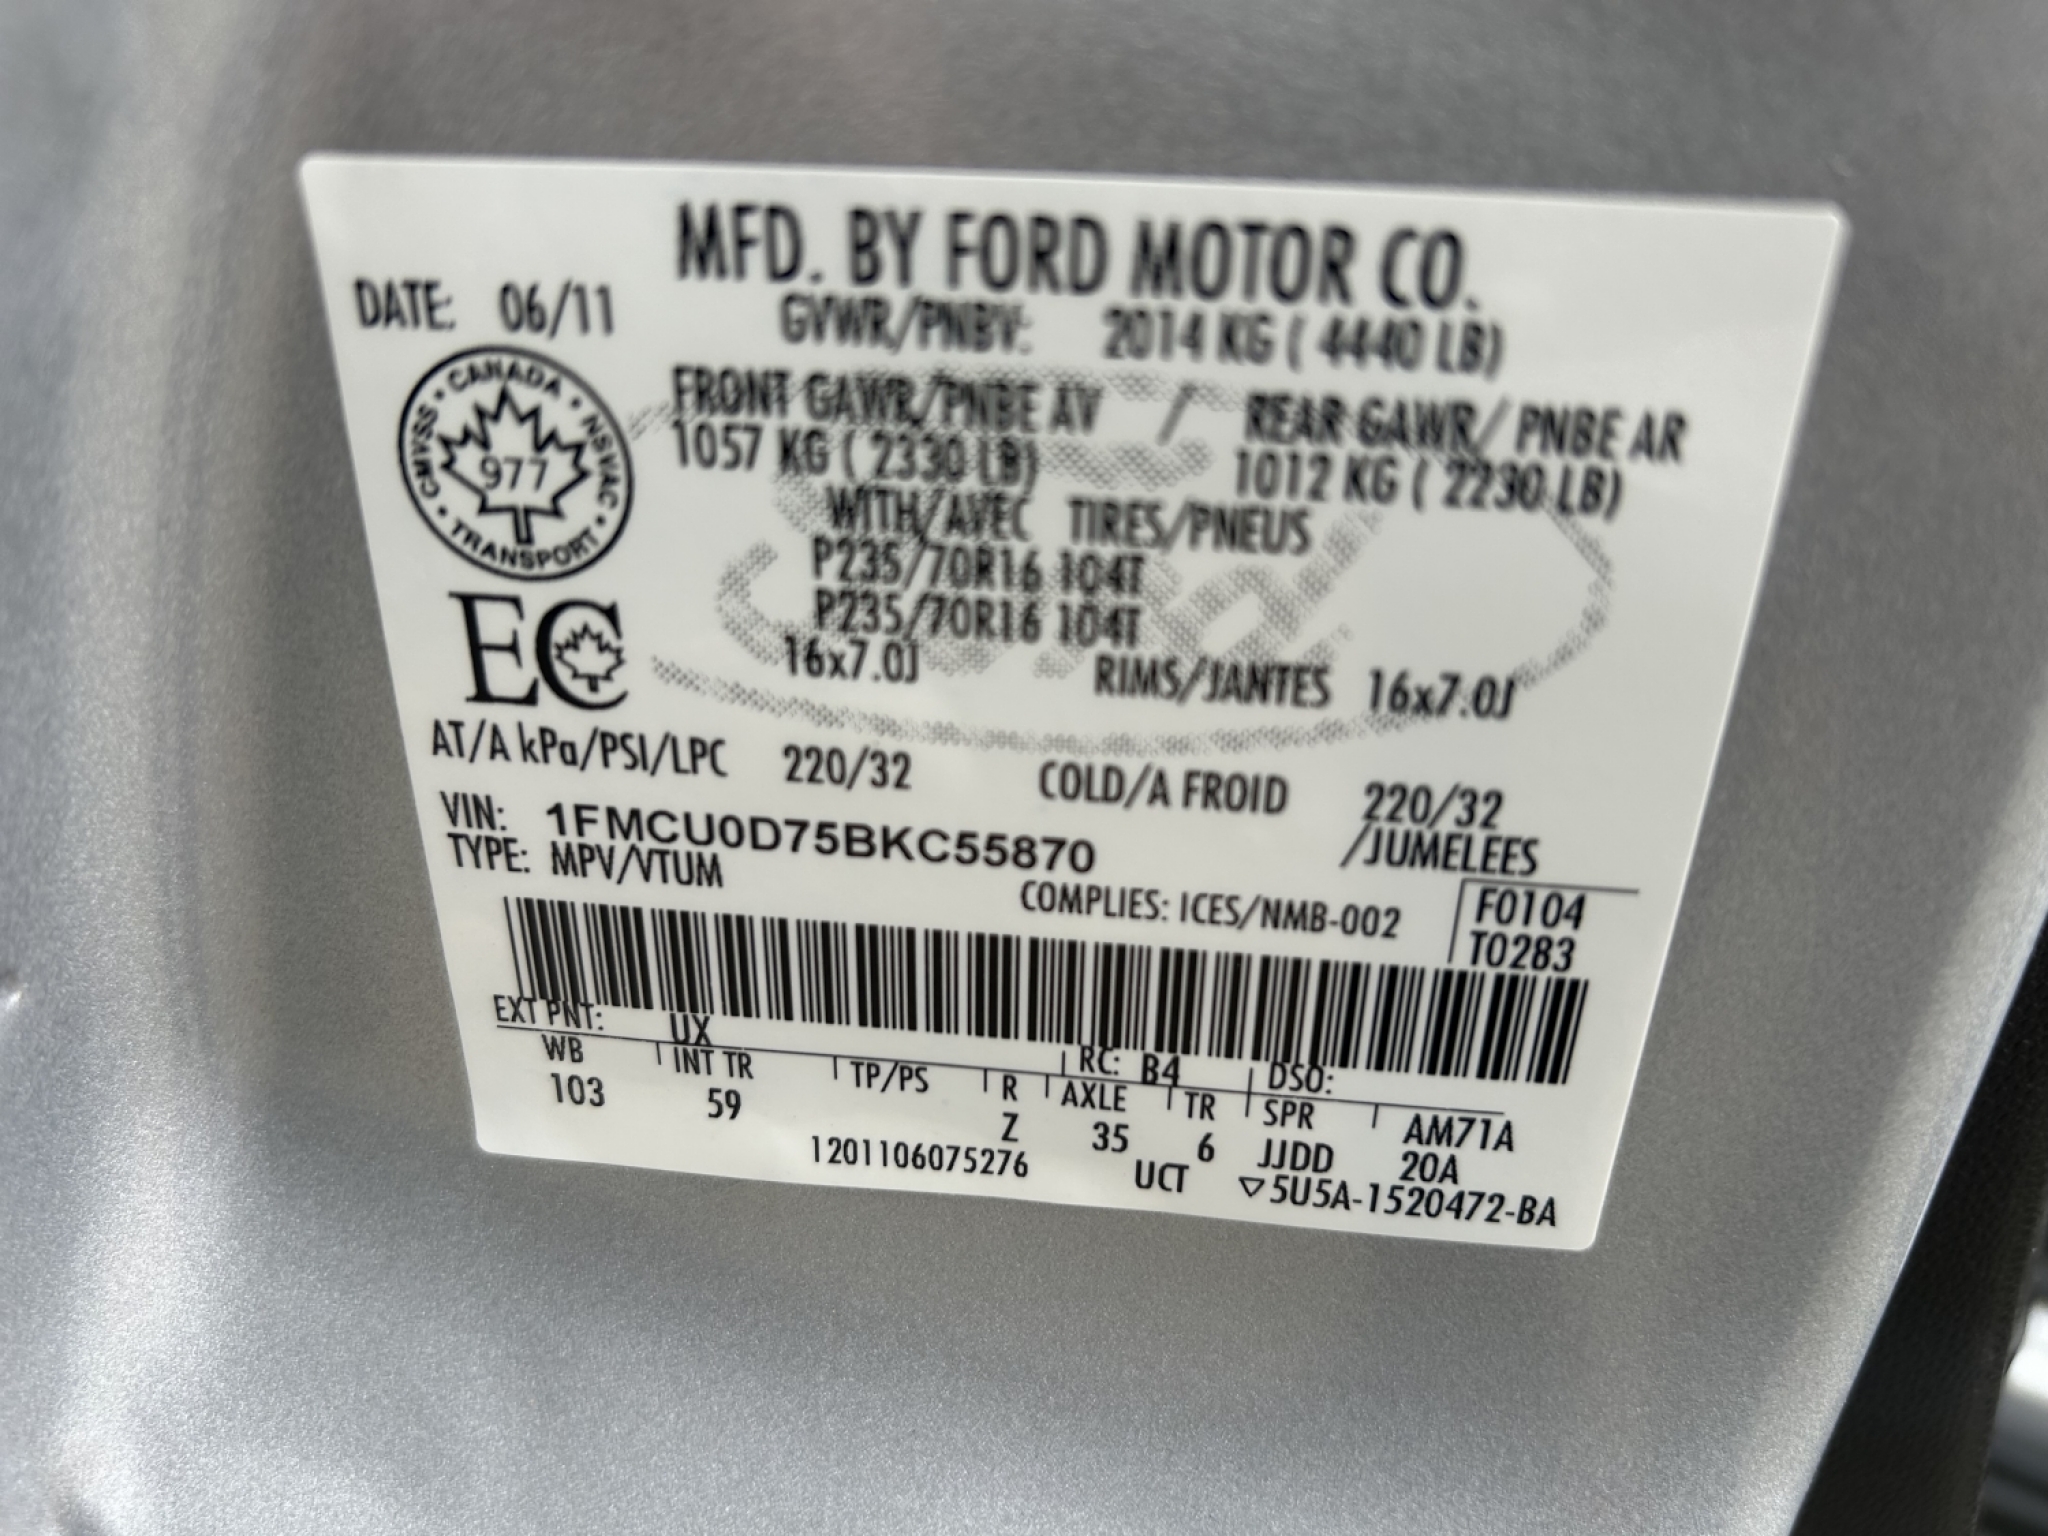 MFD. BY FORD MOTOR CO.
DATE: 06/11
GVWR/PNBV: 2014 KG ( 4440 LB)
FRONT GAWR/PNBE AV / REAR GAWR/ PNBE AR
1057 KG ( 2330 LB) 1012 KG ( 2230 LB)
CANADA · NSVAC · TRANSPORT · CMVSS ·
977
WITH/AVEC TIRES/PNEUS
P235/70R16 104T
P235/70R16 104T
EC
16x7.0J RIMS/JANTES 16x7.0J
AT/A kPa/PSI/LPC 220/32 COLD/A FROID 220/32
VIN: 1FMCU0D75BKC55870 /JUMELEES
TYPE: MPV/VTUM
COMPLIES: ICES/NMB-002 F0104
T0283
EXT PNT: UX RC: B4 DSO:
WB INT TR TP/PS R AXLE TR SPR AM71A
103 59 Z 35 6 JJDD 20A
1201106075276 UCT ▽5U5A-1520472-BA